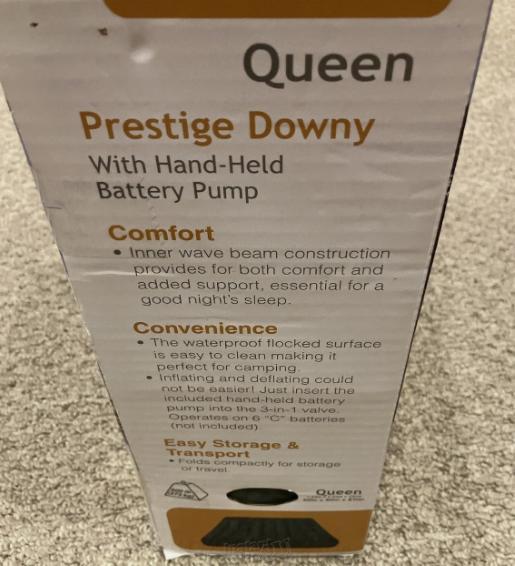 Queen
Prestige Downy
With Hand-Held
Battery Pump
Comfort
• Inner wave beam construction
provides for both comfort and
added support, essential for a
good night's sleep.
Convenience
• The waterproof flocked surface
is easy to clean making it
perfect for camping.
• Inflating and deflating could
not be easier! Just insert the
included hand-held battery
pump into the 3-in-1 valve.
Operates on 6 "C" batteries
(not included)
Easy Storage &
Transport
• Folds compactly for storage
or travel.
Queen